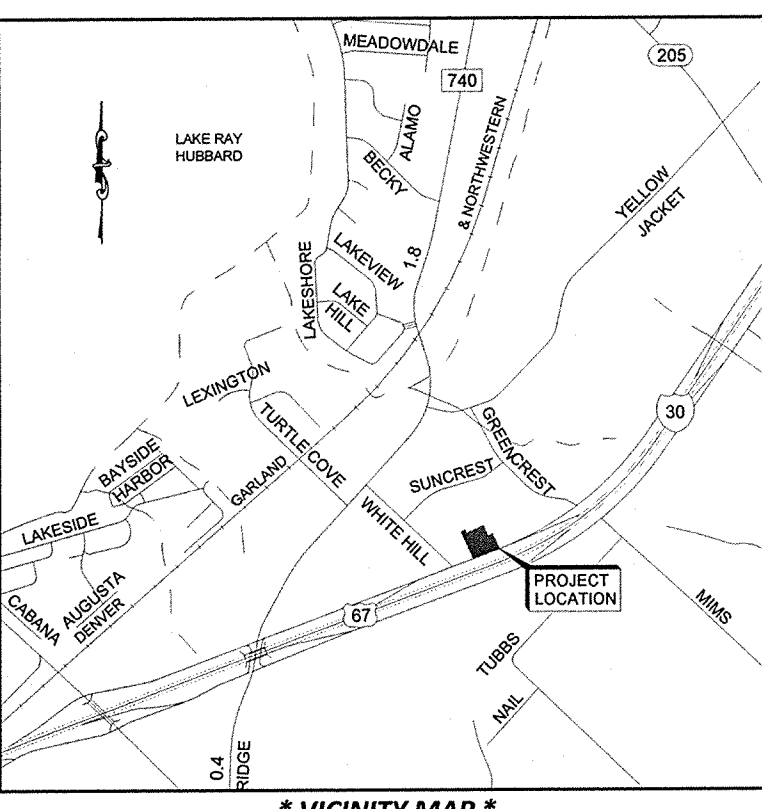 MEADOWDALE
740
205
LAKE RAY
HUBBARD
ALAMO
BECKY
& NORTHWESTERN
YELLOW
JACKET
LAKESHORE
LAKEVIEW
1.8
LAKE
HILL
30
LEXINGTON
TURTLE COVE
GREENCREST
SUNCREST
BAYSIDE
HARBOR
GARLAND
WHITE HILL
LAKESIDE
PROJECT
LOCATION
MIMS
CABANA
AUGUSTA
DENVER
67
TUBBS
NAIL
0.4
RIDGE
* VICINITY MAP *